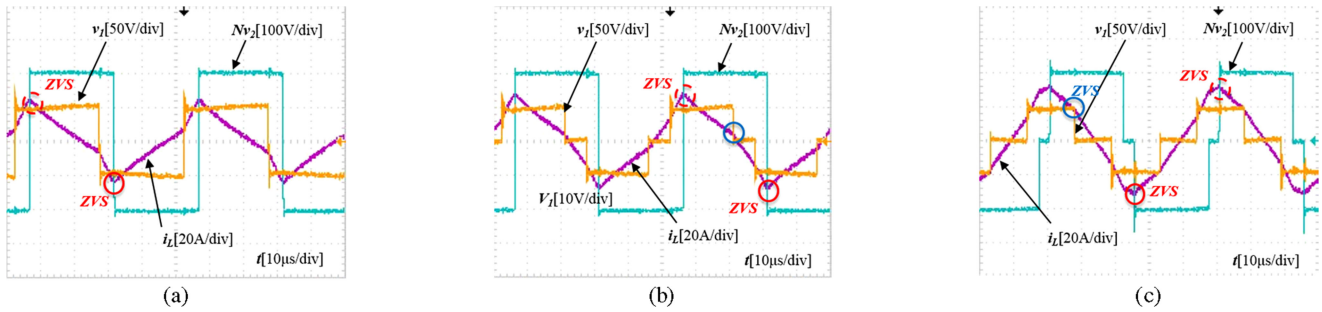 v1[50V/div]
Nv2[100V/div]
ZVS
ZVS
iL[20A/div]
t[10μs/div]
(a)
v1[50V/div]
Nv2[100V/div]
ZVS
V1[10V/div]
ZVS
iL[20A/div]
t[10μs/div]
(b)
v1[50V/div]
Nv2[100V/div]
ZVS
ZVS
ZVS
iL[20A/div]
t[10μs/div]
(c)